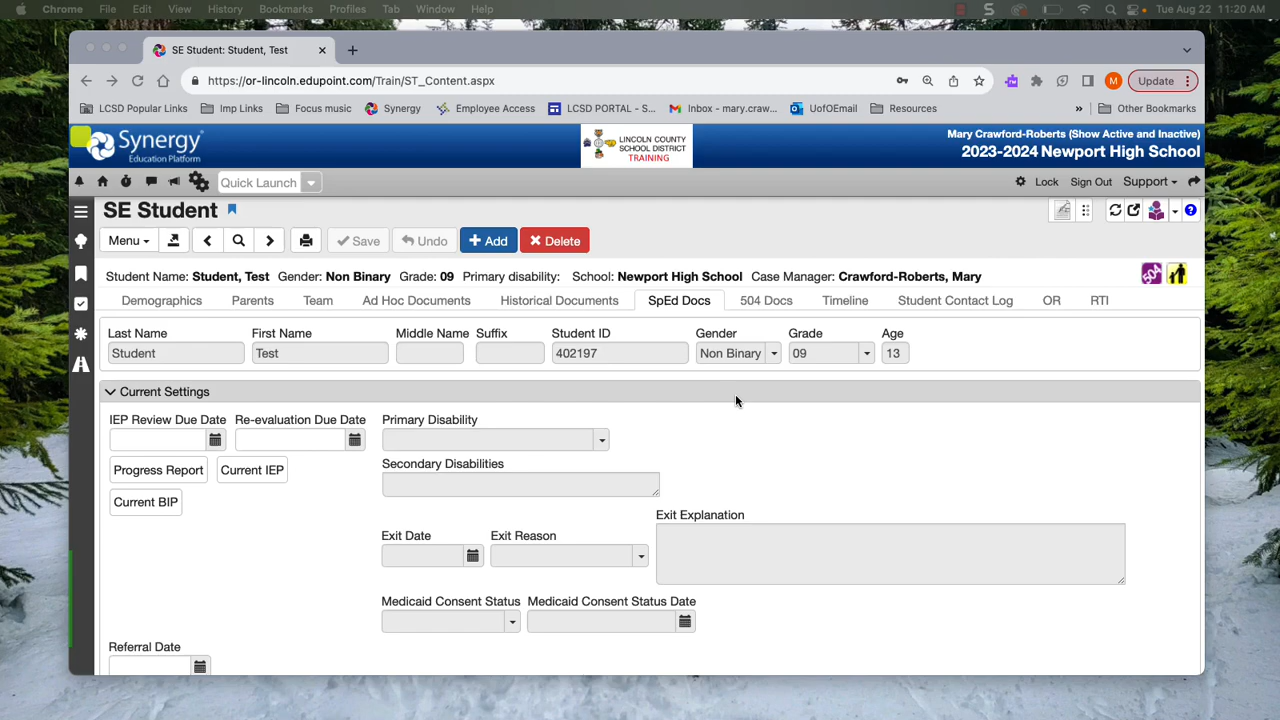 Chrome File Edit View History Bookmarks Profiles Tab Window Help Tue Aug 22 11:20 AM
SE Student: Student, Test
https://or-lincoln.edupoint.com/Train/ST_Content.aspx M Update
LCSD Popular Links Imp Links Focus music Synergy Employee Access LCSD PORTAL - S... Inbox - mary.craw... UofOEmail Resources » Other Bookmarks
Synergy
Education Platform
LINCOLN COUNTY
SCHOOL DISTRICT
TRAINING
Mary Crawford-Roberts (Show Active and Inactive)
2023-2024 Newport High School
Quick Launch Lock Sign Out Support
SE Student
Menu Save Undo Add Delete
Student Name: Student, Test Gender: Non Binary Grade: 09 Primary disability: School: Newport High School Case Manager: Crawford-Roberts, Mary 504
Demographics Parents Team Ad Hoc Documents Historical Documents SpEd Docs 504 Docs Timeline Student Contact Log OR RTI
Last Name First Name Middle Name Suffix Student ID Gender Grade Age
Student Test 402197 Non Binary 09 13
Current Settings
IEP Review Due Date Re-evaluation Due Date Primary Disability
Progress Report Current IEP Secondary Disabilities
Current BIP
Exit Explanation
Exit Date Exit Reason
Medicaid Consent Status Medicaid Consent Status Date
Referral Date